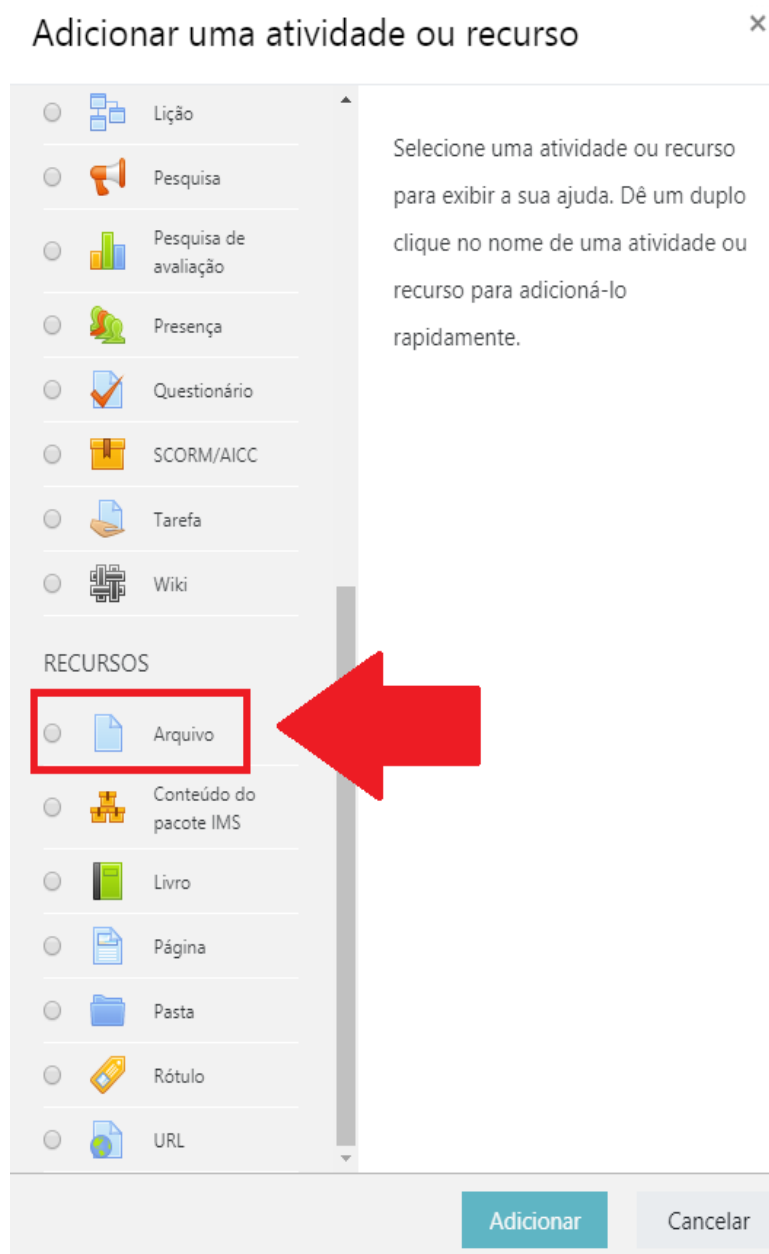 Adicionar uma atividade ou recurso
×
Lição
Pesquisa
Pesquisa de
avaliação
Presença
Questionário
SCORM/AICC
Tarefa
Wiki
RECURSOS
Arquivo
Conteúdo do
pacote IMS
Livro
Página
Pasta
Rótulo
URL
Selecione uma atividade ou recurso
para exibir a sua ajuda. Dê um duplo
clique no nome de uma atividade ou
recurso para adicioná-lo
rapidamente.
Adicionar
Cancelar